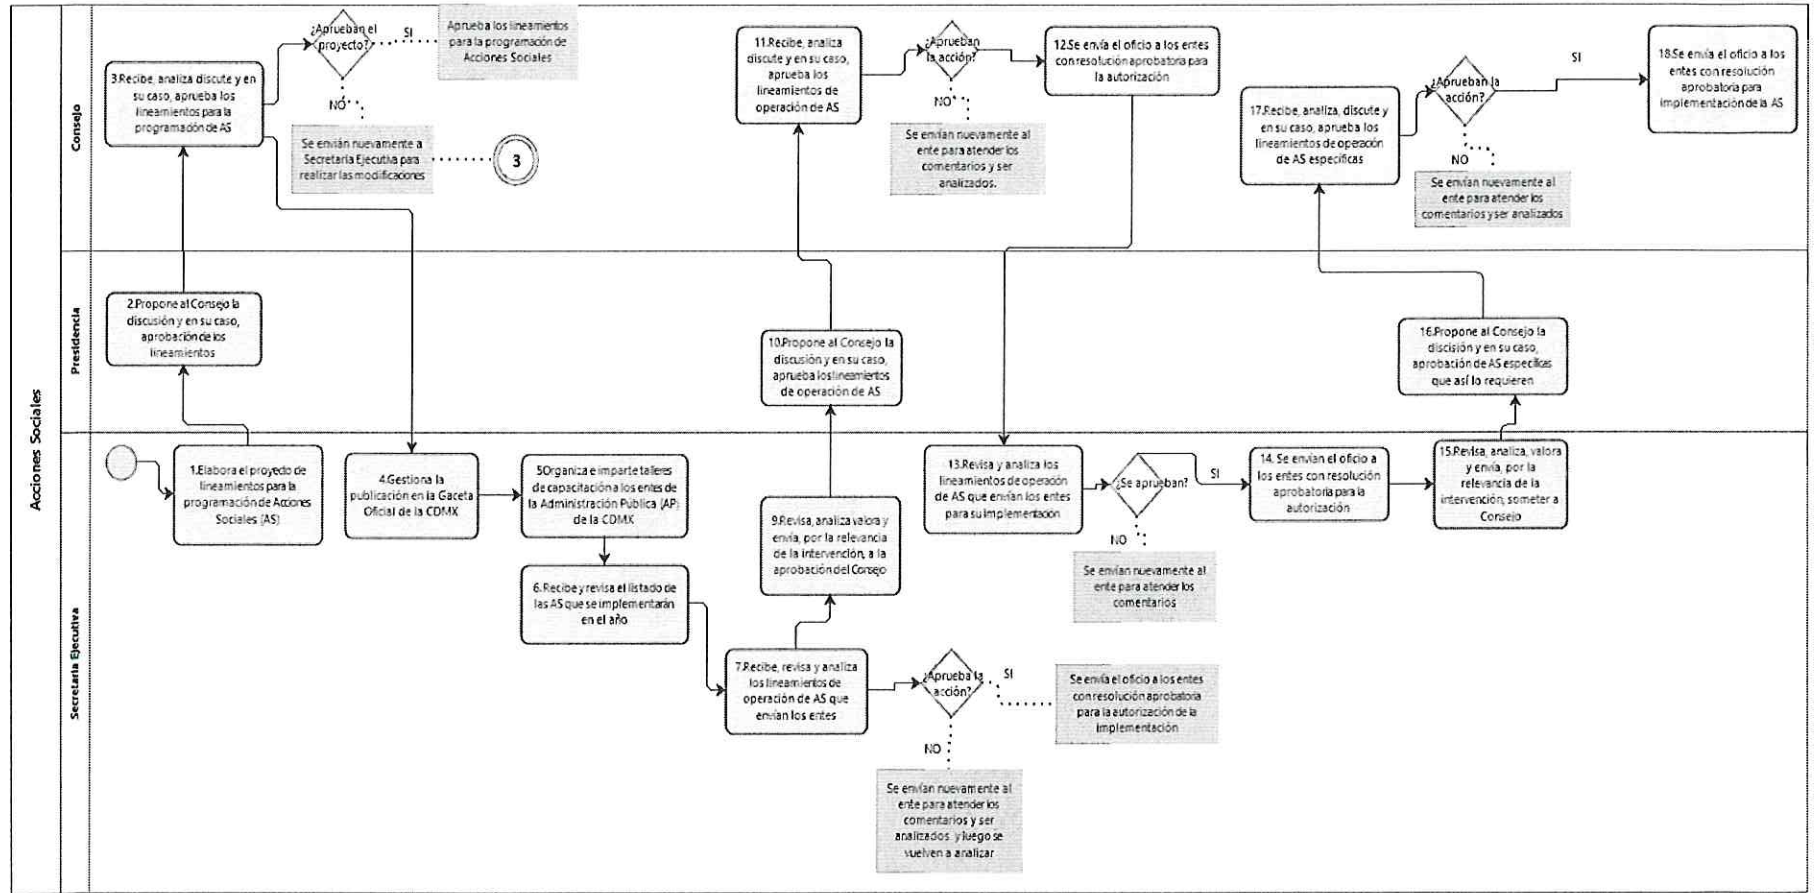 Acciones Sociales
Consejo
3.Recibe, analiza discute y en
su caso, aprueba los
lineamientos para la
programación de AS
¿Aprueban el
proyecto?
SI
Aprueba los lineamientos
para la programación de
Acciones Sociales
NO
Se envían nuevamente a
Secretaría Ejecutiva para
realizar las modificaciones
3
11.Recibe, analiza
discute y en su caso,
aprueba los
lineamientos de
operación de AS
¿Aprueban
la acción?
NO
Se envían nuevamente al
ente para atender los
comentarios y ser
analizados.
12.Se envía el oficio a los entes
con resolución aprobatoria para
la autorización
17.Recibe, analiza, discute y
en su caso, aprueba los
lineamientos de operación
de AS específicas
¿Aprueban la
acción?
SI
NO
Se envían nuevamente al
ente para atender los
comentarios y ser analizados
18.Se envía el oficio a los
entes con resolución
aprobatoria para
implementación de la AS
Presidencia
2.Propone al Consejo la
discusión y en su caso,
aprobación de los
lineamientos
10.Propone al Consejo la
discusión y en su caso,
aprueba los lineamientos
de operación de AS
16.Propone al Consejo la
discisión y en su caso,
aprobación de AS específicas
que así lo requieren
Secretaría Ejecutiva
1.Elabora el proyecto de
lineamientos para la
programación de Acciones
Sociales (AS)
4.Gestiona la
publicación en la Gaceta
Oficial de la CDMX
5Organiza e imparte talleres
de capacitación a los entes de
la Administración Pública (AP)
de la CDMX
6.Recibe y revisa el listado de
las AS que se implementarán
en el año
7.Recibe, revisa y analiza
los lineamientos de
operación de AS que
envían los entes
9.Revisa, analiza valora y
envía, por la relevancia
de la intervención, a la
aprobación del Consejo
¿Aprueba la
acción?
SI
Se envía el oficio a los entes
con resolución aprobatoria
para la autorización de la
implementación
NO
Se envían nuevamente al
ente para atender los
comentarios y ser
analizados y luego se
vuelven a analizar
13.Revisa y analiza los
lineamientos de operación
de AS que envían los entes
para su implementación
¿Se aprueban?
SI
NO
Se envían nuevamente al
ente para atender los
comentarios
14. Se envían el oficio a
los entes con resolución
aprobatoria para la
autorización
15.Revisa, analiza, valora
y envía, por la
relevancia de la
intervención, someter a
Consejo